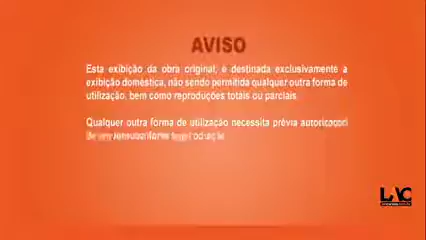 AVISO
Esta exibição da obra original, é destinada exclusivamente a
exibição doméstica, não sendo permitida qualquer outra forma de
utilização, bem como reproduções totais ou parciais
Qualquer outra forma de utilização necessita prévia
LAC